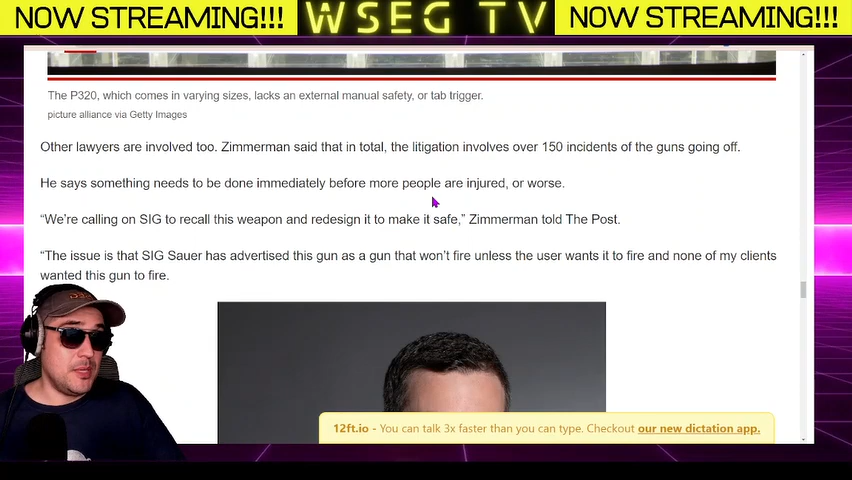 NOW STREAMING!!! WSEG TV NOW STREAMING!!!
The P320, which comes in varying sizes, lacks an external manual safety, or tab trigger.
picture alliance via Getty Images
Other lawyers are involved too. Zimmerman said that in total, the litigation involves over 150 incidents of the guns going off.
He says something needs to be done immediately before more people are injured, or worse.
“We’re calling on SIG to recall this weapon and redesign it to make it safe,” Zimmerman told The Post.
“The issue is that SIG Sauer has advertised this gun as a gun that won’t fire unless the user wants it to fire and none of my clients
wanted this gun to fire.
12ft.io - You can talk 3x faster than you can type. Checkout our new dictation app.